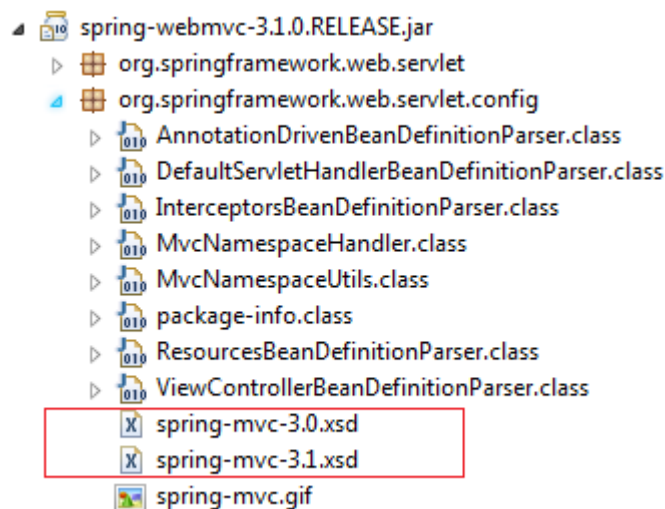 spring-webmvc-3.1.0.RELEASE.jar
org.springframework.web.servlet
org.springframework.web.servlet.config
AnnotationDrivenBeanDefinitionParser.class
DefaultServletHandlerBeanDefinitionParser.class
InterceptorsBeanDefinitionParser.class
MvcNamespaceHandler.class
MvcNamespaceUtils.class
package-info.class
ResourcesBeanDefinitionParser.class
ViewControllerBeanDefinitionParser.class
spring-mvc-3.0.xsd
spring-mvc-3.1.xsd
spring-mvc.gif